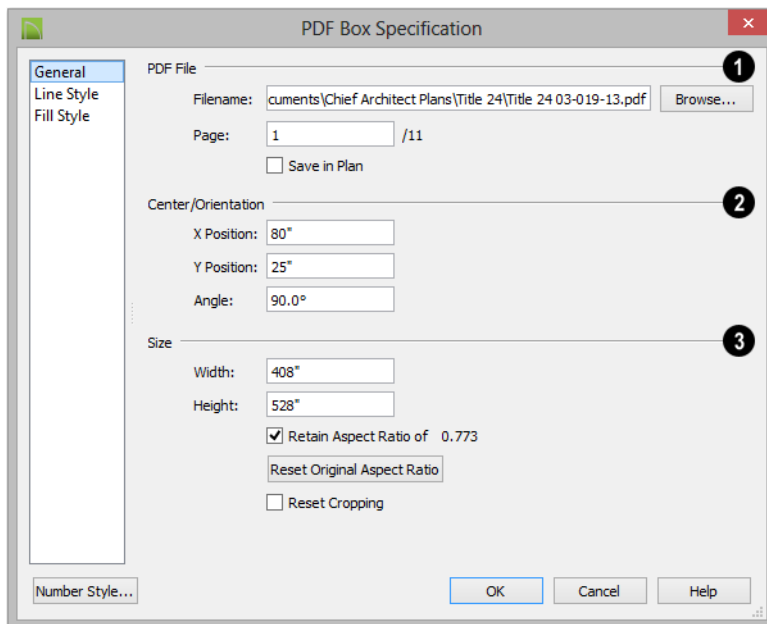 PDF Box Specification
General
Line Style
Fill Style
PDF File
1
Filename: cuments\Chief Architect Plans\Title 24\Title 24 03-019-13.pdf Browse...
Page: 1 /11
Save in Plan
Center/Orientation
2
X Position: 80"
Y Position: 25"
Angle: 90.0°
Size
3
Width: 408"
Height: 528"
Retain Aspect Ratio of 0.773
Reset Original Aspect Ratio
Reset Cropping
Number Style... OK Cancel Help